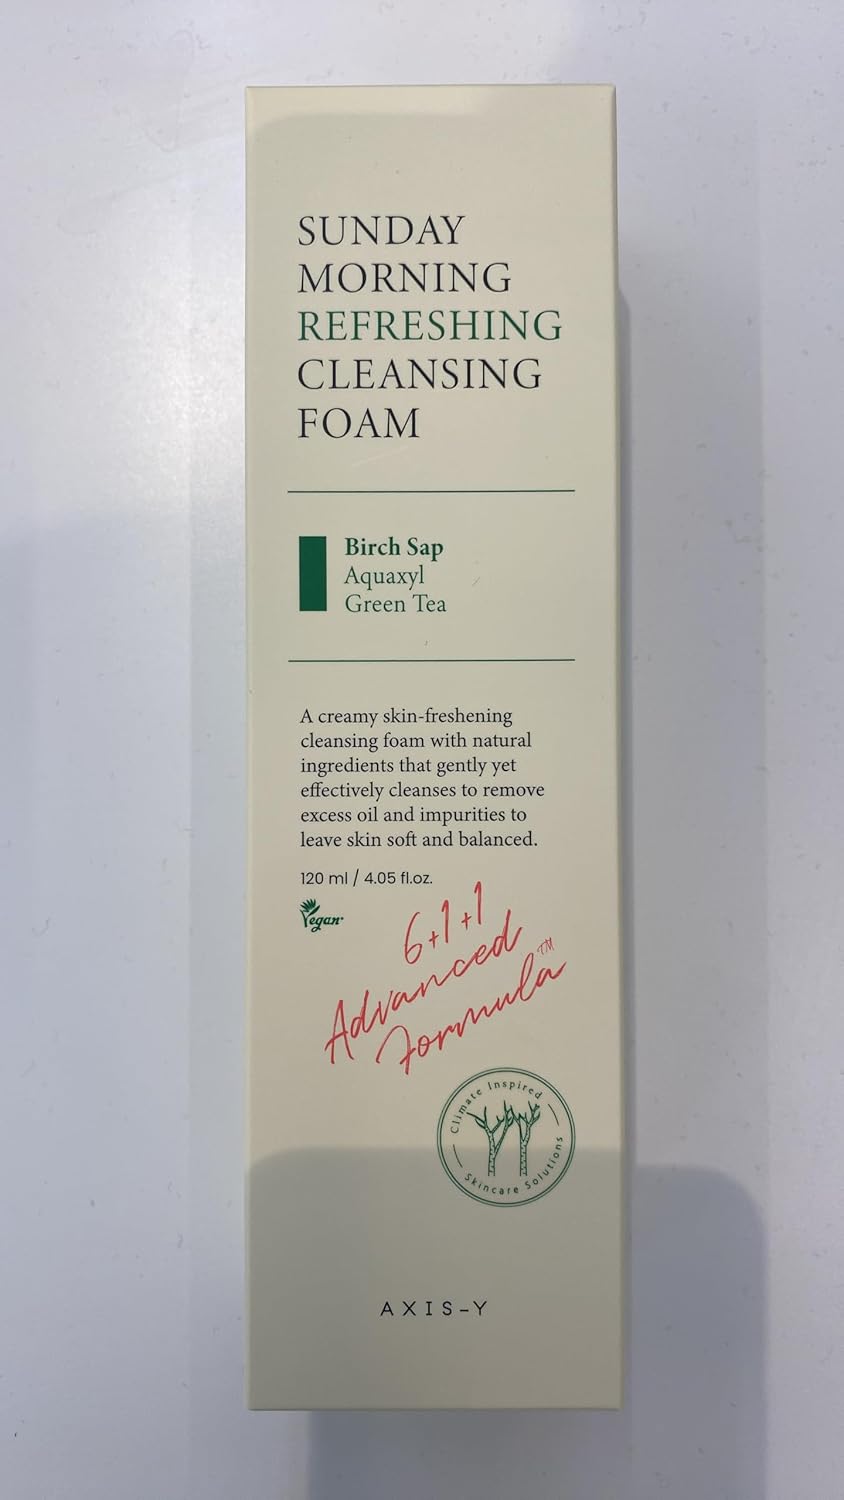 SUNDAY
MORNING
REFRESHING
CLEANSING
FOAM
Birch Sap
Aquaxyl
Green Tea
A creamy skin-freshening
cleansing foam with natural
ingredients that gently yet
effectively cleanses to remove
excess oil and impurities to
leave skin soft and balanced.
120 ml / 4.05 fl.oz.
Vegan
6+1+1
Advanced
Formula™
Climate Inspired
Skincare Solutions
AXIS-Y